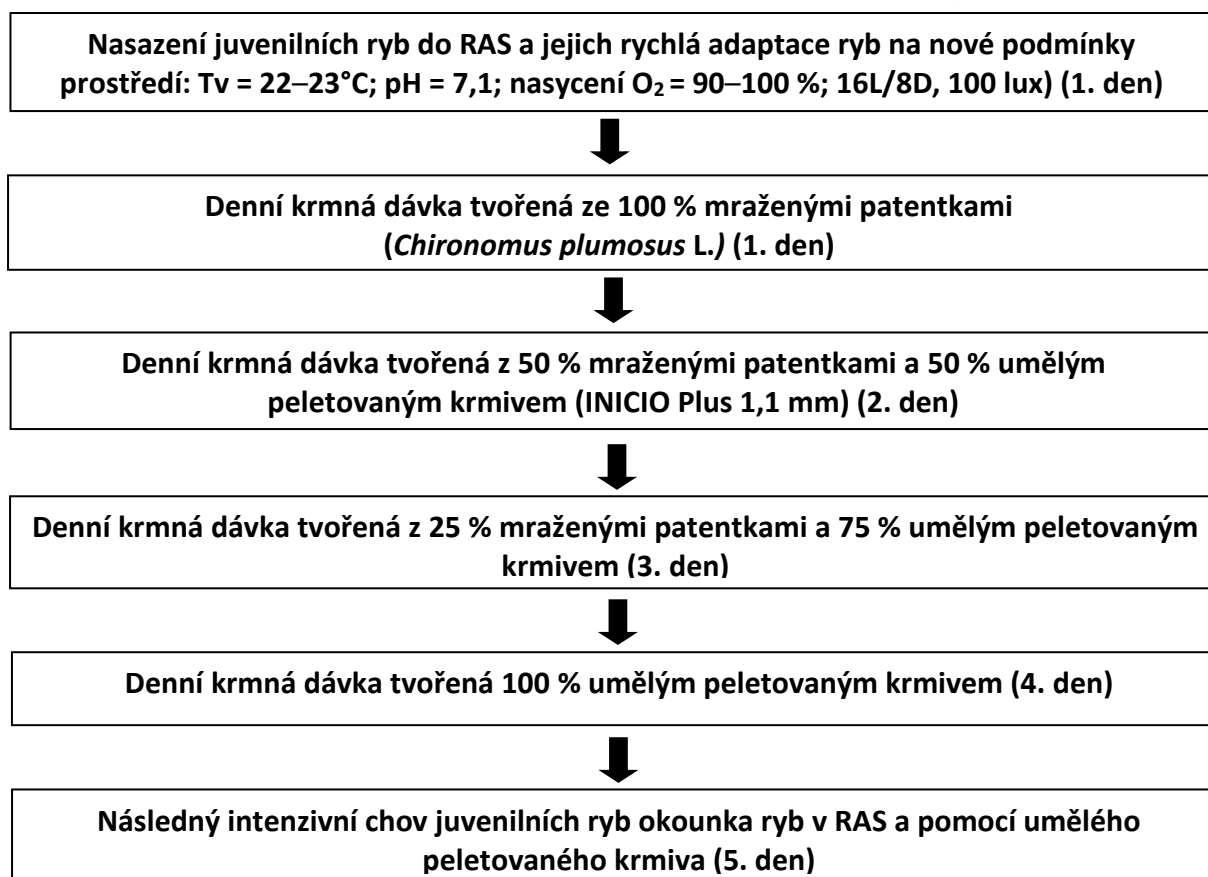 Nasazení juvenilních ryb do RAS a jejich rychlá adaptace ryb na nové podmínky
prostředí: Tv = 22–23°C; pH = 7,1; nasycení O₂ = 90–100 %; 16L/8D, 100 lux) (1. den)
Denní krmná dávka tvořená ze 100 % mraženými patentkami
(Chironomus plumosus L.) (1. den)
Denní krmná dávka tvořená z 50 % mraženými patentkami a 50 % umělým
peletovaným krmivem (INICIO Plus 1,1 mm) (2. den)
Denní krmná dávka tvořená z 25 % mraženými patentkami a 75 % umělým peletovaným
krmivem (3. den)
Denní krmná dávka tvořená 100 % umělým peletovaným krmivem (4. den)
Následný intenzivní chov juvenilních ryb okounka ryb v RAS a pomocí umělého
peletovaného krmiva (5. den)